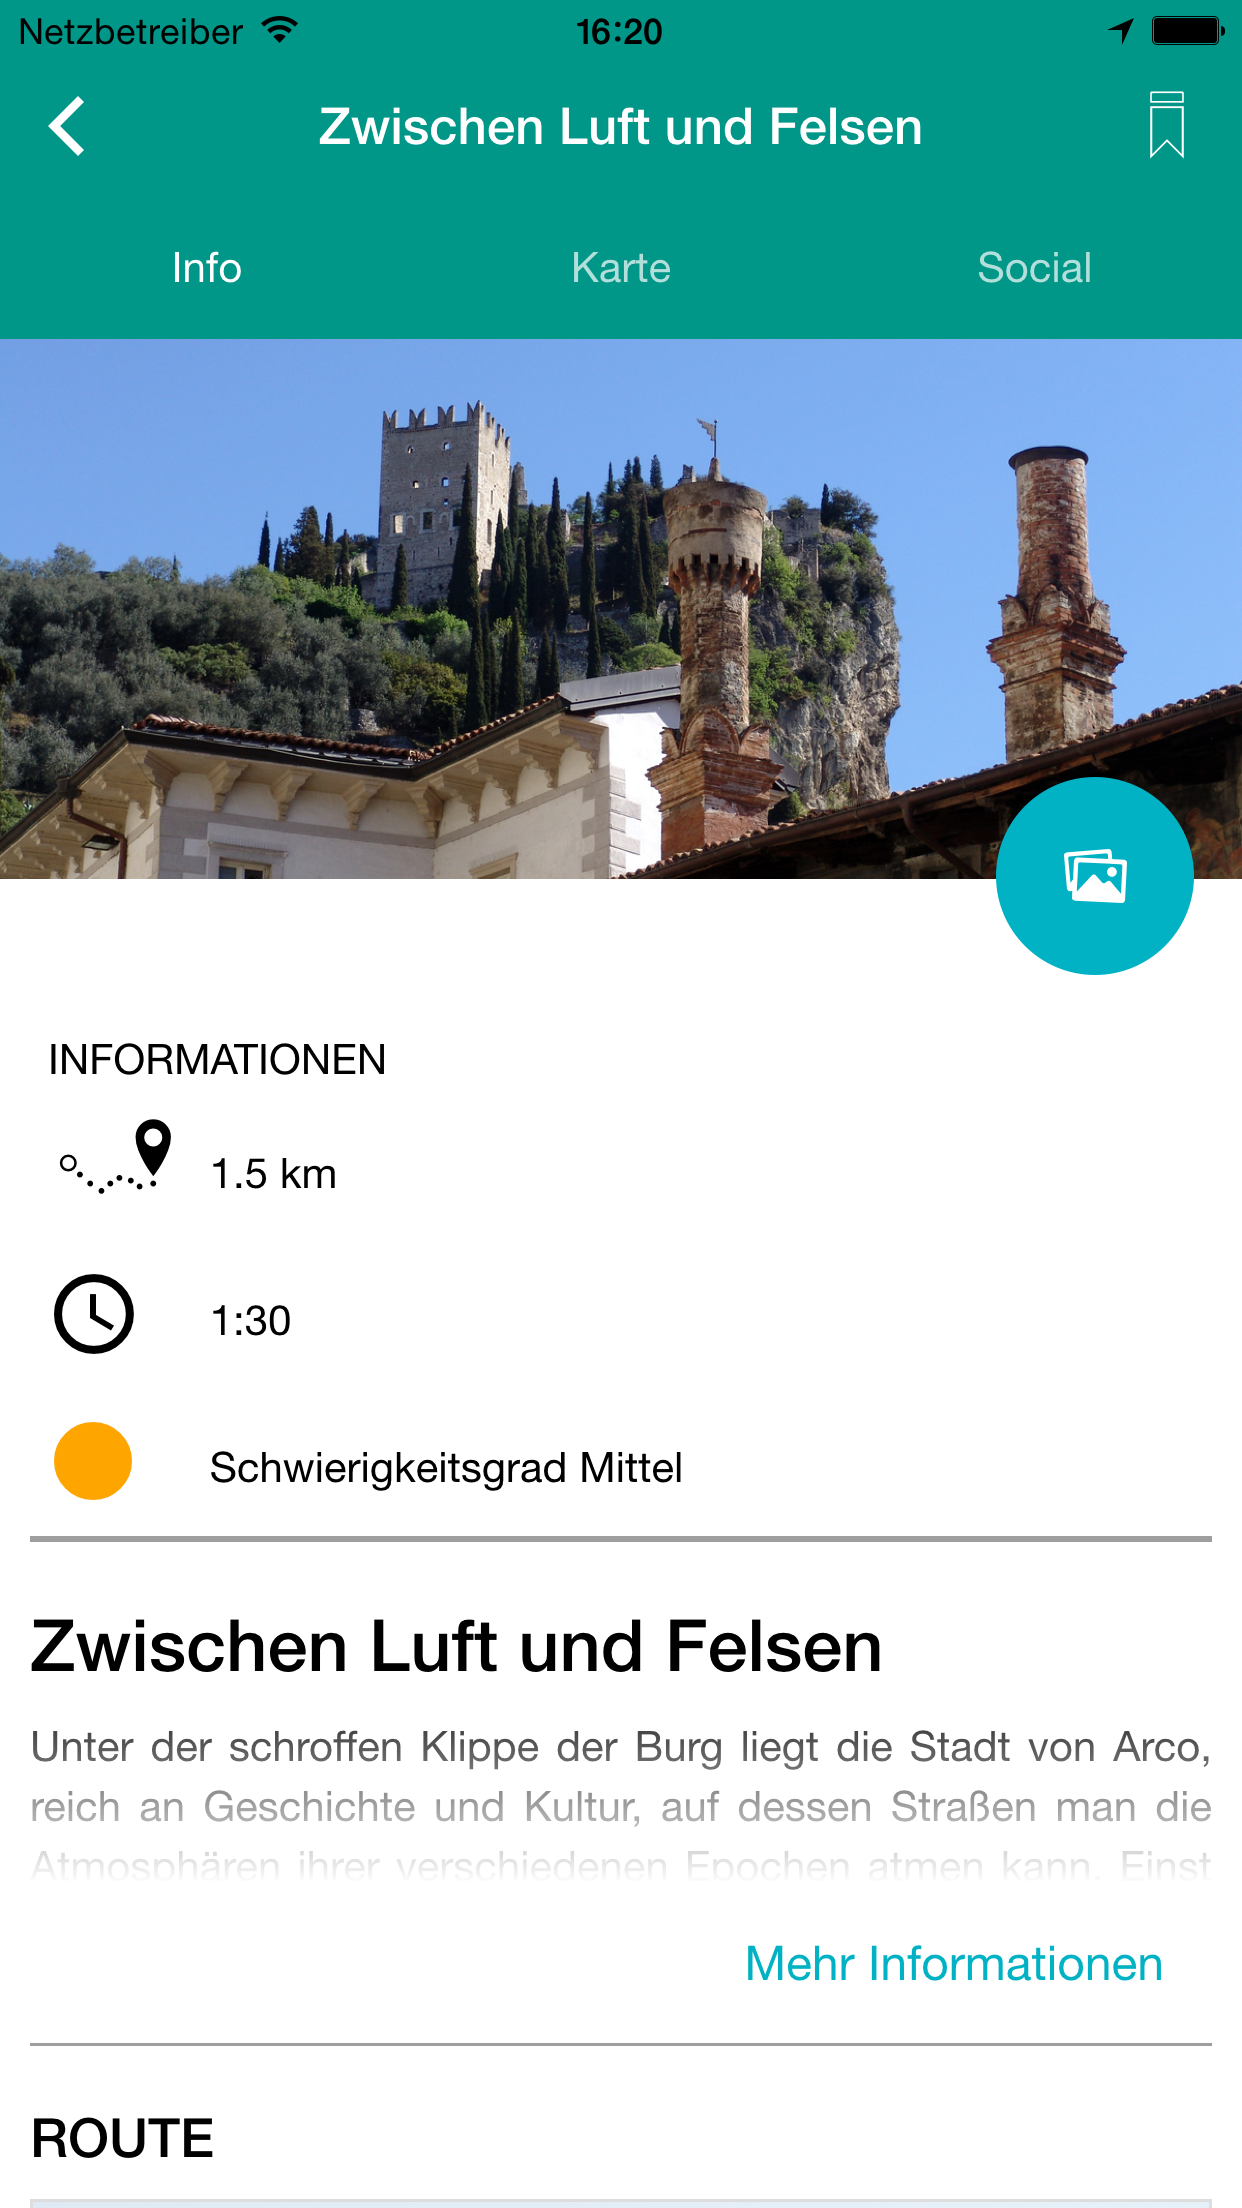 Netzbetreiber 16:20
Zwischen Luft und Felsen
Info Karte Social
INFORMATIONEN
1.5 km
1:30
Schwierigkeitsgrad Mittel
Zwischen Luft und Felsen
Unter der schroffen Klippe der Burg liegt die Stadt von Arco,
reich an Geschichte und Kultur, auf dessen Straßen man die
Atmosphären ihrer verschiedenen Epochen atmen kann. Einst
Mehr Informationen
ROUTE